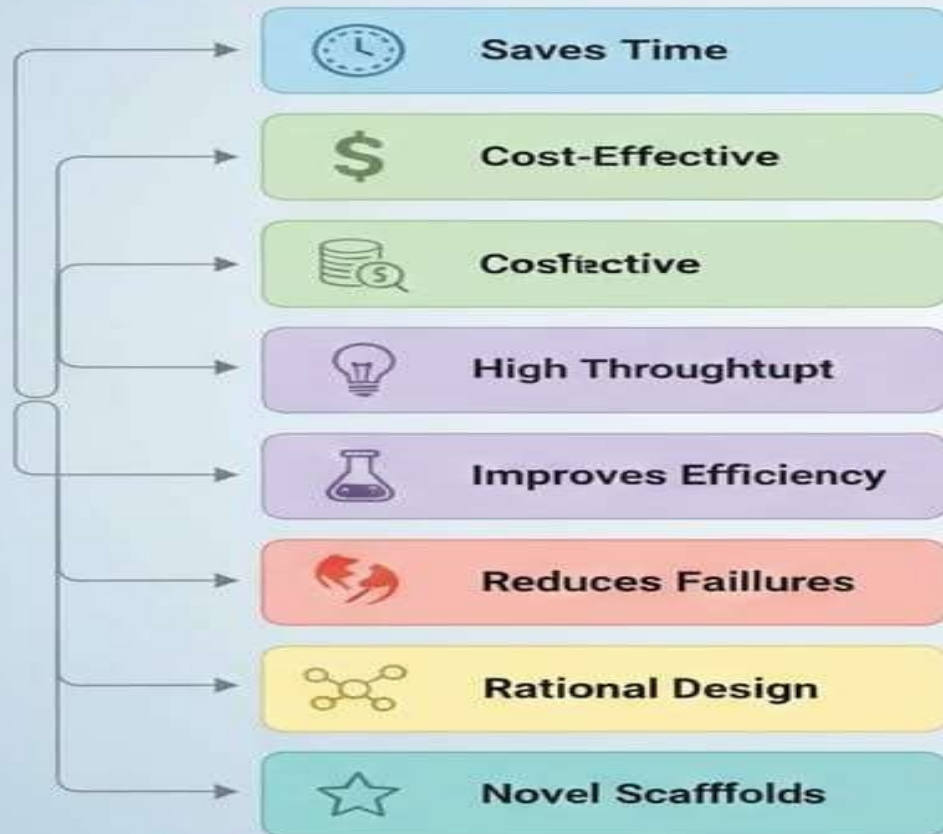 Saves Time
$
Cost-Effective
$
High Throughtupt
Improves Efficiency
Reduces Faillures
Rational Design
Novel Scafffolds